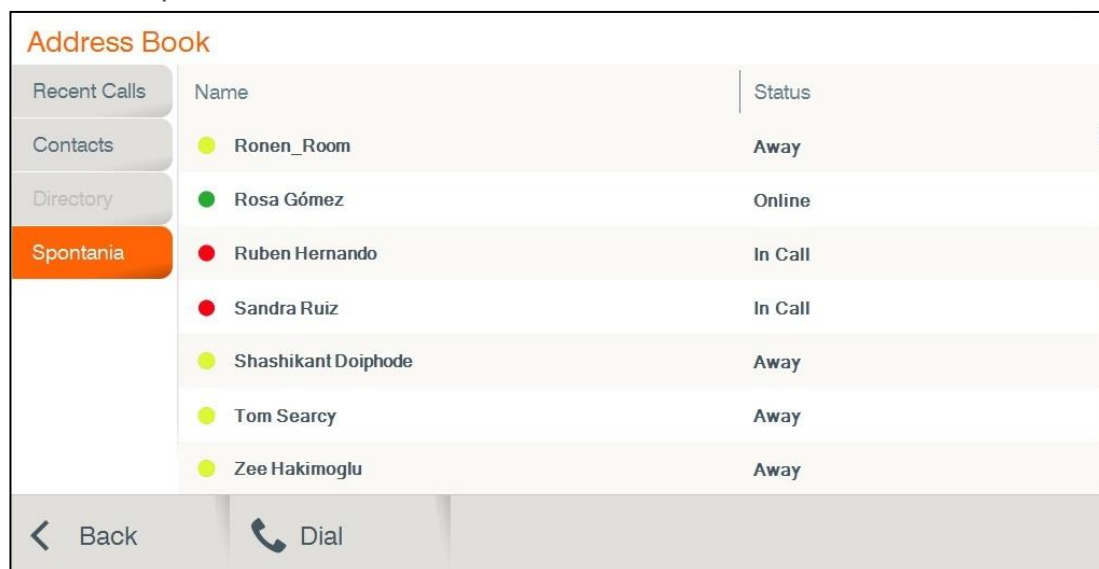 Address Book
Recent Calls
Contacts
Directory
Spontania
Name Status
Ronen_Room Away
Rosa Gómez Online
Ruben Hernando In Call
Sandra Ruiz In Call
Shashikant Doiphode Away
Tom Searcy Away
Zee Hakimoglu Away
Back Dial